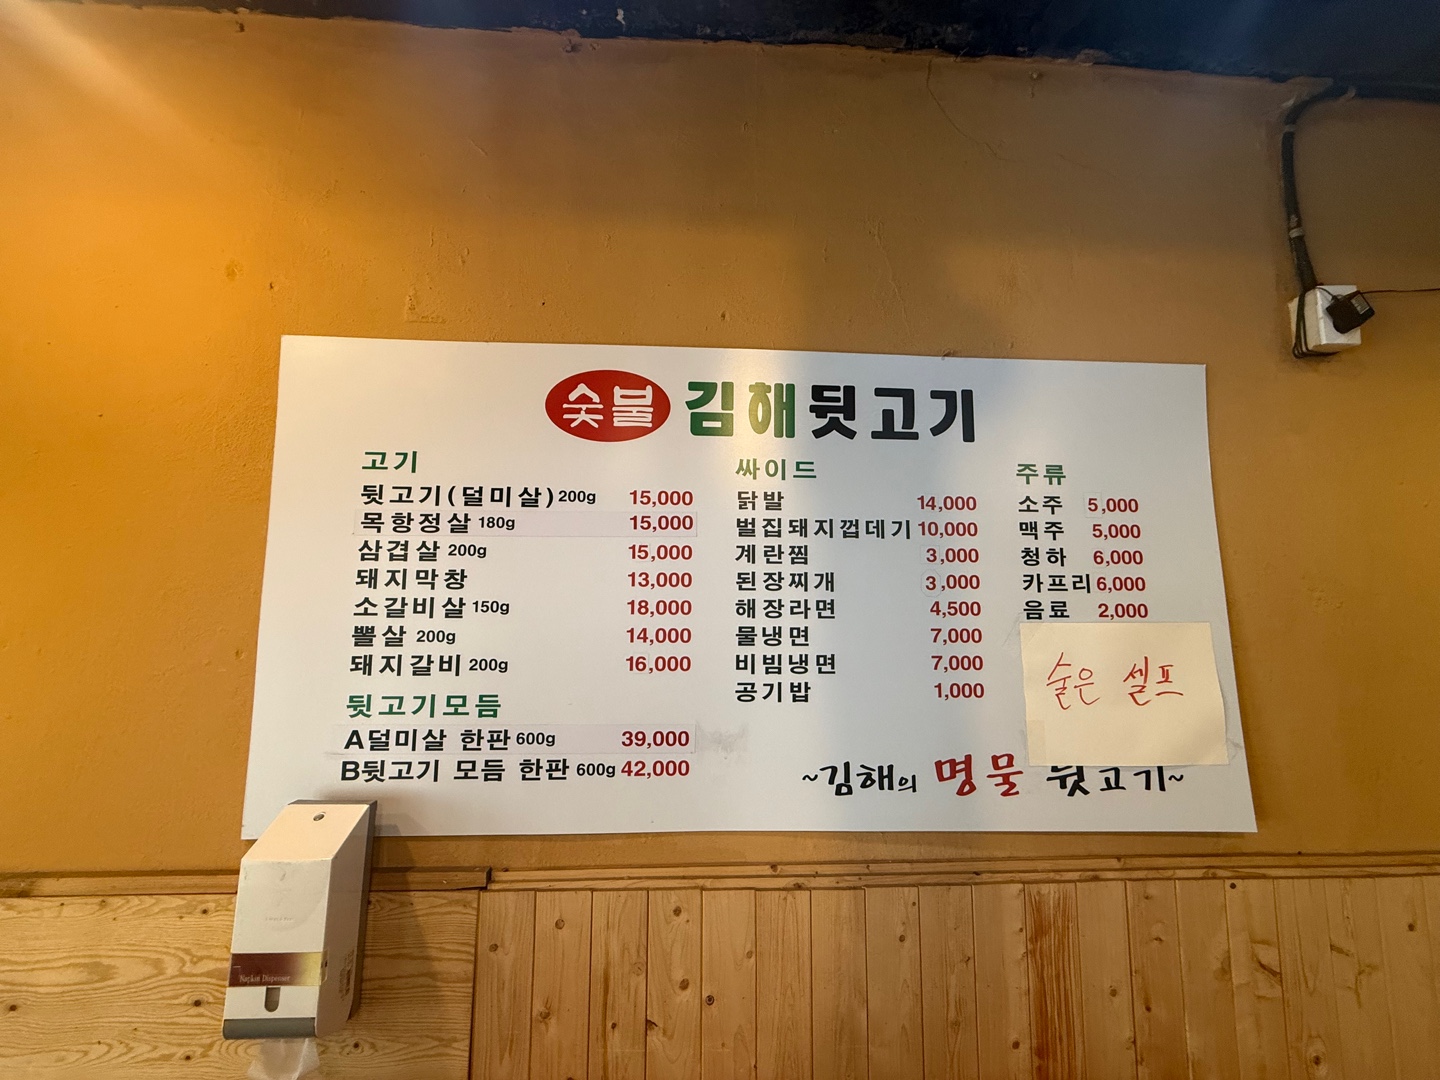 숯불 김해뒷고기
고기
뒷고기(덜미살) 200g 15,000
목항정살 180g 15,000
삼겹살 200g 15,000
돼지막창 13,000
소갈비살 150g 18,000
뽈살 200g 14,000
돼지갈비 200g 16,000
뒷고기모듬
A덜미살 한판 600g 39,000
B뒷고기 모듬 한판 600g 42,000
싸이드
닭발 14,000
벌집돼지껍데기 10,000
계란찜 3,000
된장찌개 3,000
해장라면 4,500
물냉면 7,000
비빔냉면 7,000
공기밥 1,000
주류
소주 5,000
맥주 5,000
청하 6,000
카프리 6,000
음료 2,000
술은 셀프
~김해의 명물 뒷고기~
Napkin Dispenser